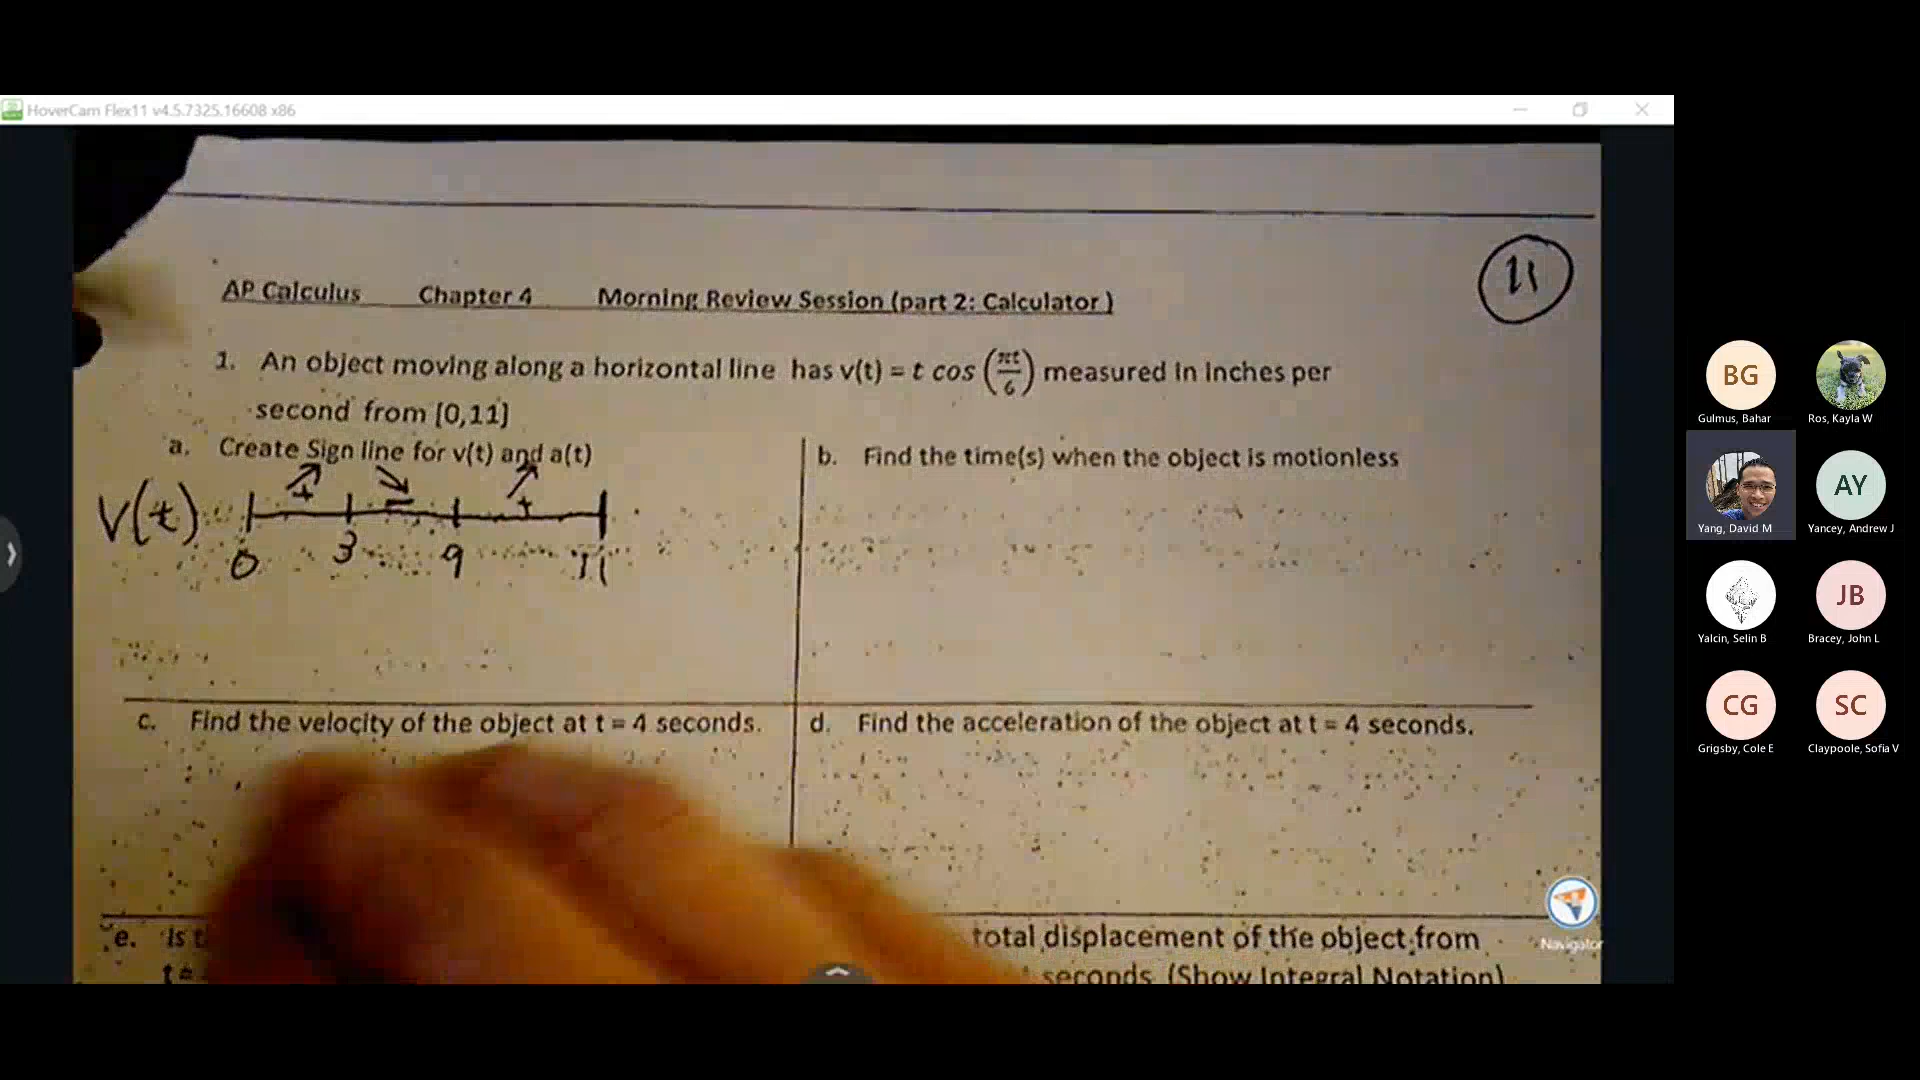 HoverCam Flex11 v4.5.7325.16608 x86
11
AP Calculus Chapter 4 Morning Review Session (part 2: Calculator )
1. An object moving along a horizontal line has v(t) = t cos (πt/6) measured in inches per
second from [0,11]
a. Create Sign line for v(t) and a(t)
+ − +
V(t)
0 3 9 11
b. Find the time(s) when the object is motionless
c. Find the velocity of the object at t = 4 seconds.
d. Find the acceleration of the object at t = 4 seconds.
e. Is
t =
total displacement of the object from
seconds. (Show Integral Notation)
Navigator
BG
Gulmus, Bahar
Ros, Kayla W
Yang, David M
AY
Yancey, Andrew J
Yalcin, Selin B
JB
Bracey, John L
CG
Grigsby, Cole E
SC
Claypoole, Sofia V